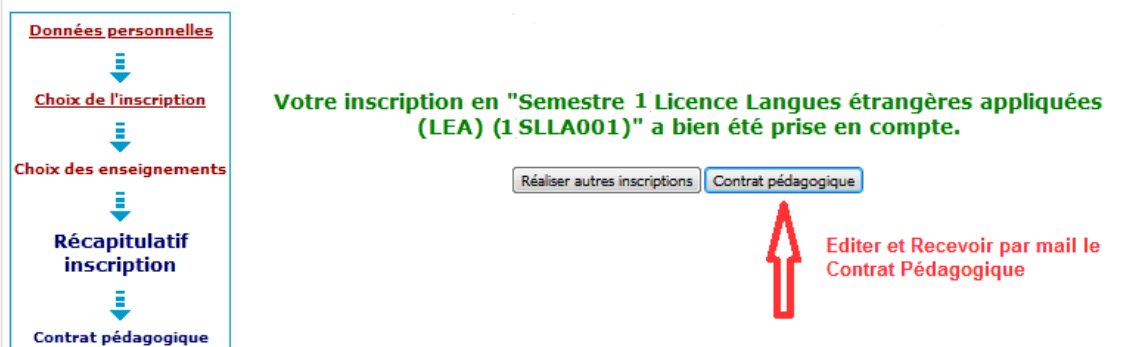 Données personnelles
Choix de l'inscription
Choix des enseignements
Récapitulatif
inscription
Contrat pédagogique
Votre inscription en "Semestre 1 Licence Langues étrangères appliquées
(LEA) (1 SLLA001)" a bien été prise en compte.
Réaliser autres inscriptions
Contrat pédagogique
Editer et Recevoir par mail le
Contrat Pédagogique